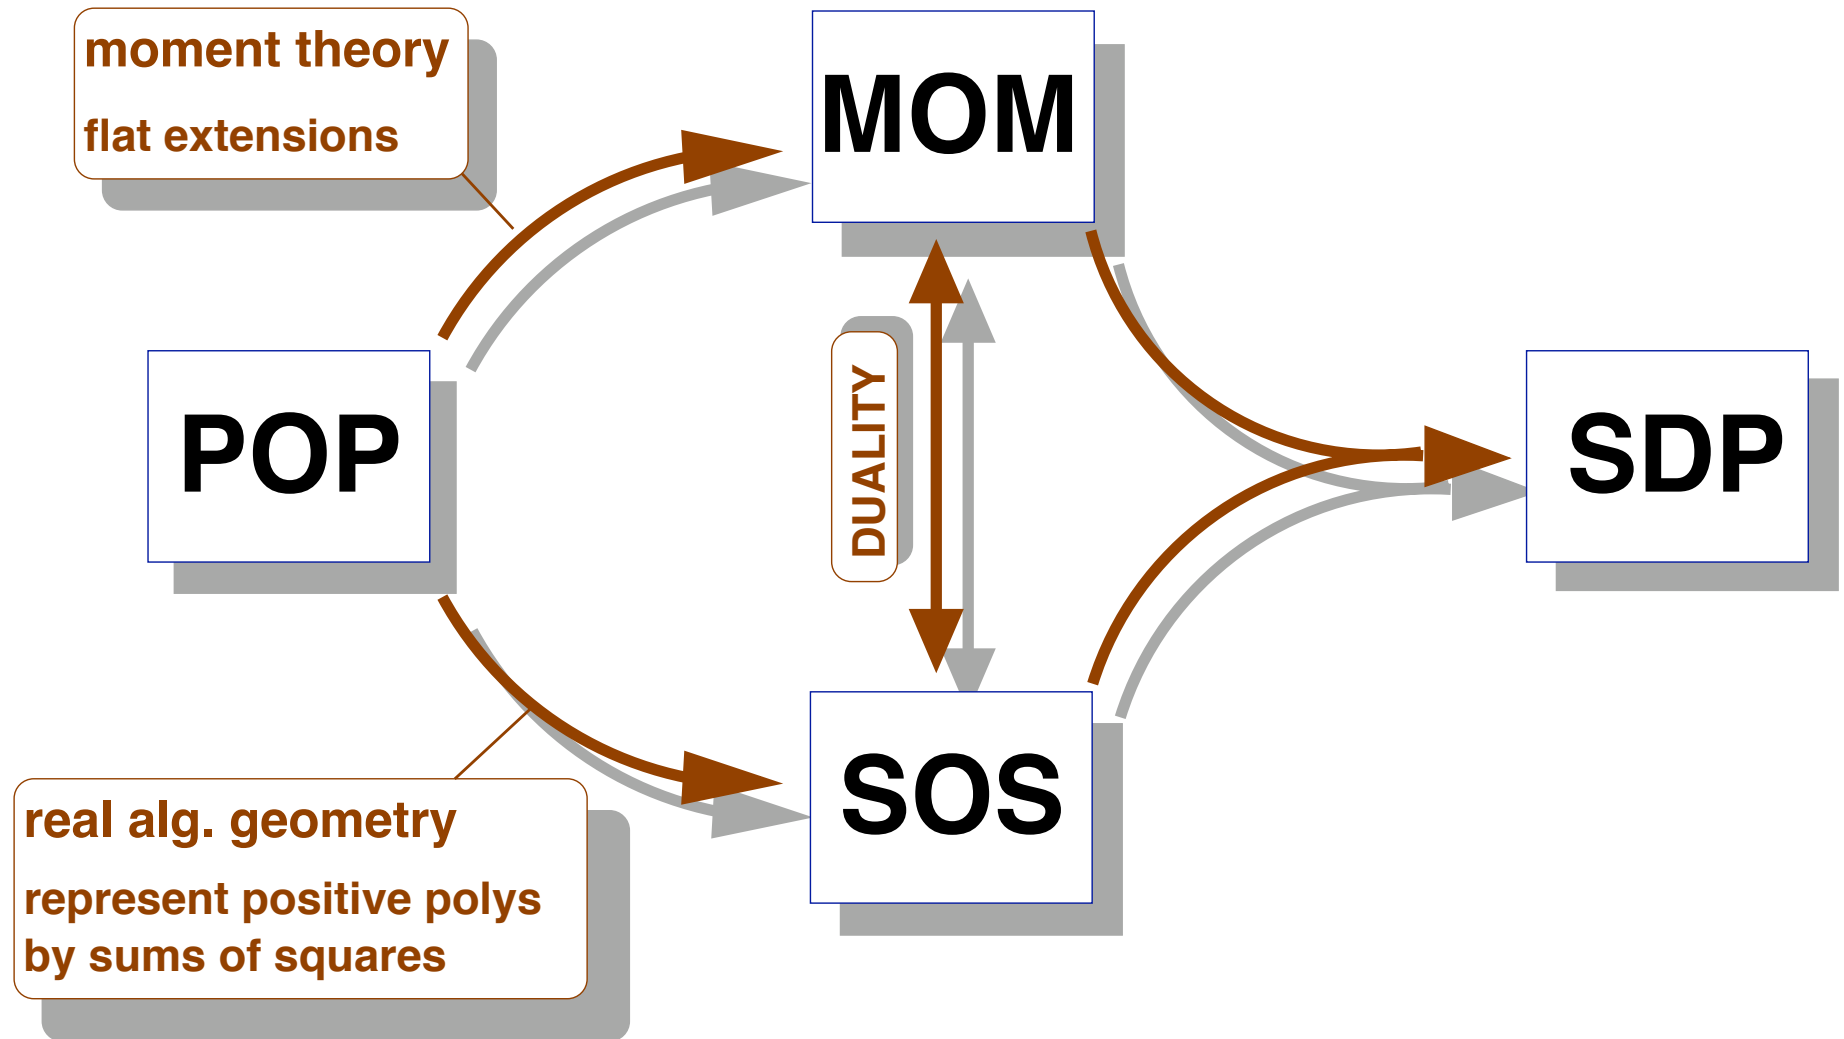 moment theory
flat extensions
MOM
POP
DUALITY
SDP
SOS
real alg. geometry
represent positive polys
by sums of squares